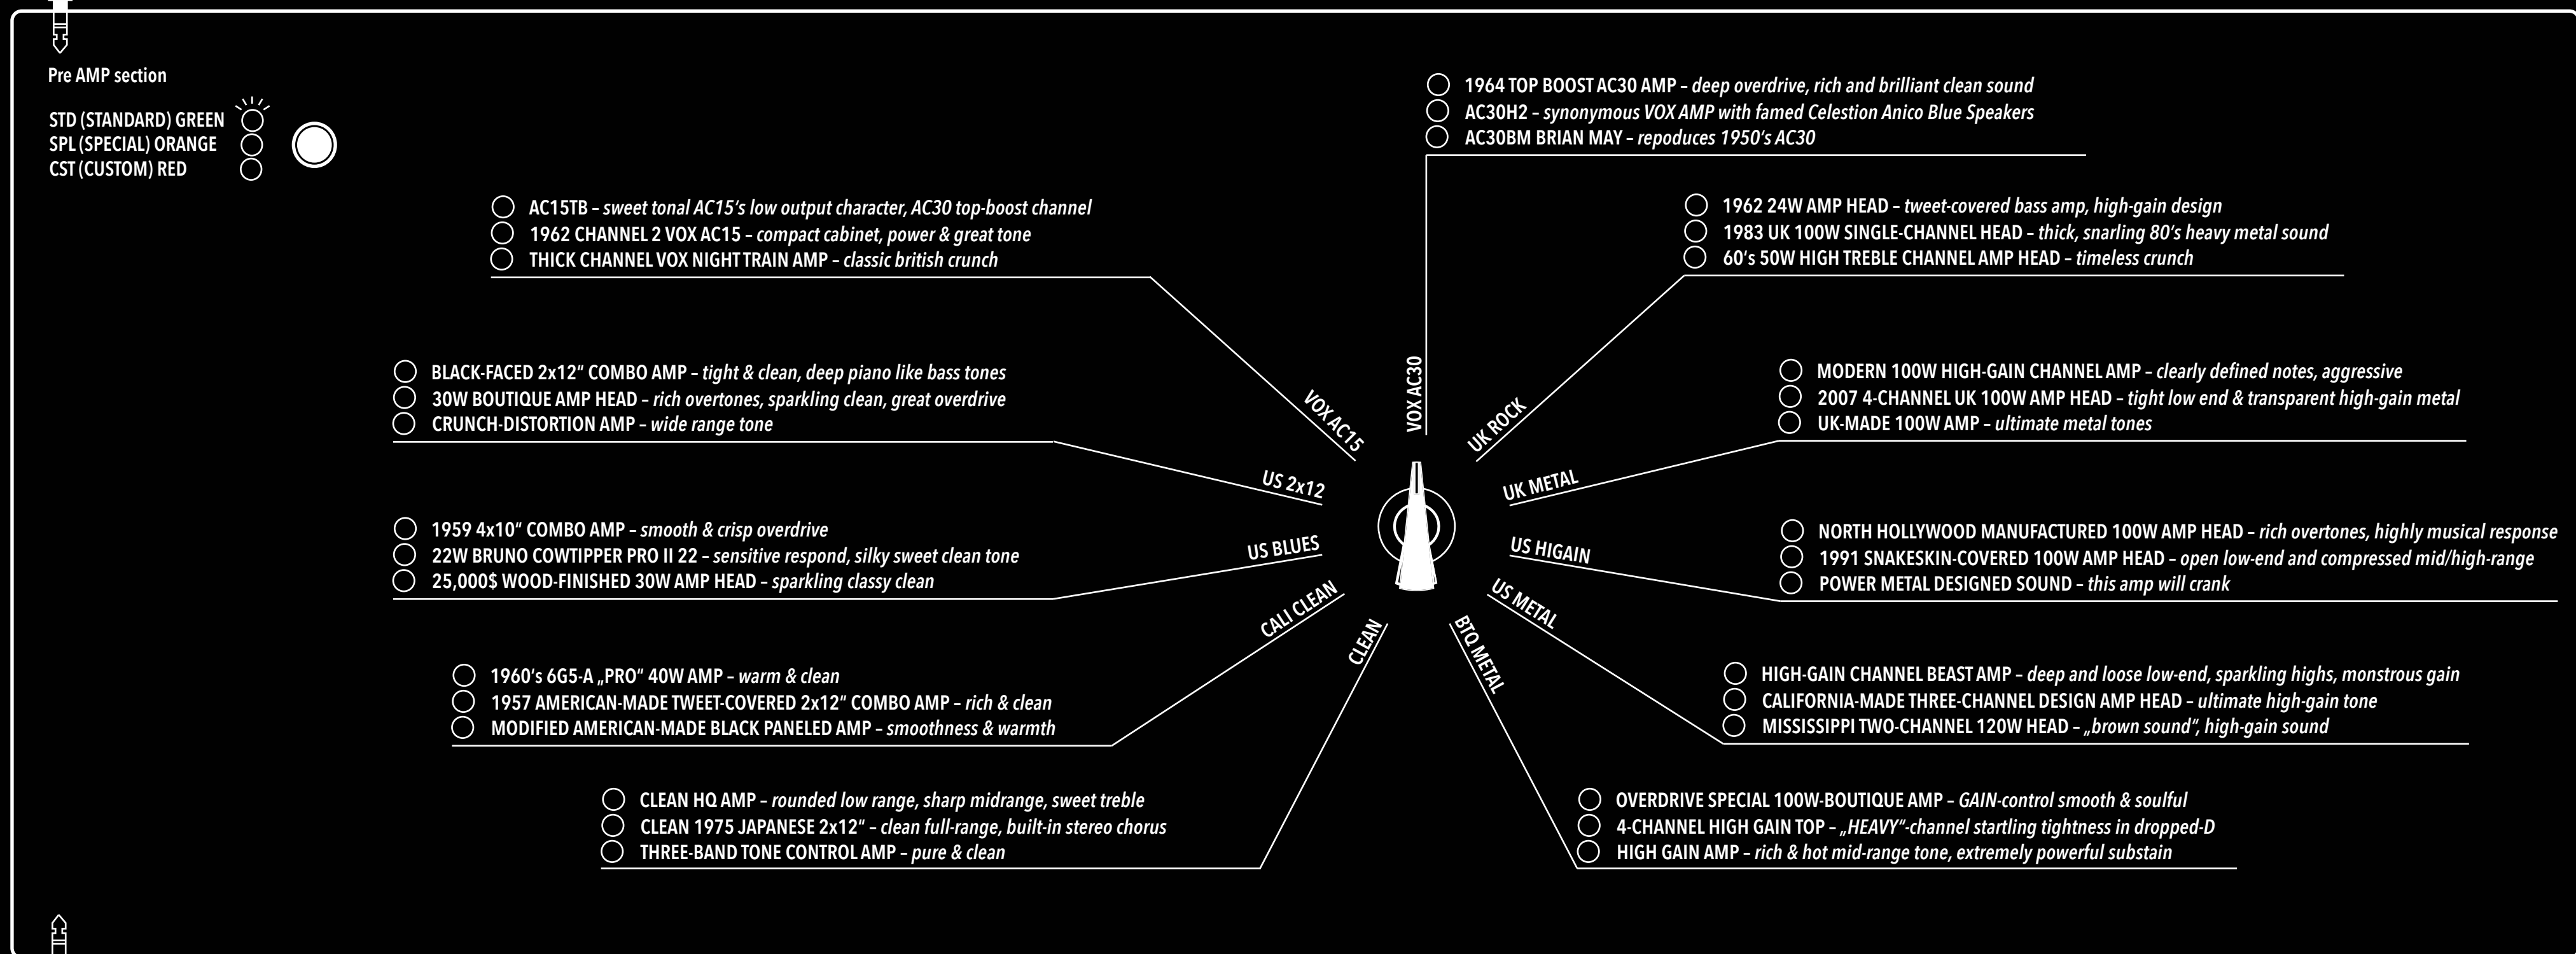 Pre AMP section
STD (STANDARD) GREEN
SPL (SPECIAL) ORANGE
CST (CUSTOM) RED
1964 TOP BOOST AC30 AMP – deep overdrive, rich and brilliant clean sound
AC30H2 – synonymous VOX AMP with famed Celestion Anico Blue Speakers
AC30BM BRIAN MAY – repoduces 1950's AC30
AC15TB – sweet tonal AC15's low output character, AC30 top-boost channel
1962 CHANNEL 2 VOX AC15 – compact cabinet, power & great tone
THICK CHANNEL VOX NIGHT TRAIN AMP – classic british crunch
1962 24W AMP HEAD – tweet-covered bass amp, high-gain design
1983 UK 100W SINGLE-CHANNEL HEAD – thick, snarling 80's heavy metal sound
60's 50W HIGH TREBLE CHANNEL AMP HEAD – timeless crunch
BLACK-FACED 2x12“ COMBO AMP – tight & clean, deep piano like bass tones
30W BOUTIQUE AMP HEAD – rich overtones, sparkling clean, great overdrive
CRUNCH-DISTORTION AMP – wide range tone
MODERN 100W HIGH-GAIN CHANNEL AMP – clearly defined notes, aggressive
2007 4-CHANNEL UK 100W AMP HEAD – tight low end & transparent high-gain metal
UK-MADE 100W AMP – ultimate metal tones
VOX AC15
VOX AC30
UK ROCK
US 2x12
UK METAL
1959 4x10“ COMBO AMP – smooth & crisp overdrive
22W BRUNO COWTIPPER PRO II 22 – sensitive respond, silky sweet clean tone
25,000$ WOOD-FINISHED 30W AMP HEAD – sparkling classy clean
US BLUES
US HIGAIN
NORTH HOLLYWOOD MANUFACTURED 100W AMP HEAD – rich overtones, highly musical response
1991 SNAKESKIN-COVERED 100W AMP HEAD – open low-end and compressed mid/high-range
POWER METAL DESIGNED SOUND – this amp will crank
CALI CLEAN
CLEAN
BTQ METAL
US METAL
1960's 6G5-A „PRO“ 40W AMP – warm & clean
1957 AMERICAN-MADE TWEET-COVERED 2x12“ COMBO AMP – rich & clean
MODIFIED AMERICAN-MADE BLACK PANELED AMP – smoothness & warmth
HIGH-GAIN CHANNEL BEAST AMP – deep and loose low-end, sparkling highs, monstrous gain
CALIFORNIA-MADE THREE-CHANNEL DESIGN AMP HEAD – ultimate high-gain tone
MISSISSIPPI TWO-CHANNEL 120W HEAD – „brown sound“, high-gain sound
CLEAN HQ AMP – rounded low range, sharp midrange, sweet treble
CLEAN 1975 JAPANESE 2x12“ – clean full-range, built-in stereo chorus
THREE-BAND TONE CONTROL AMP – pure & clean
OVERDRIVE SPECIAL 100W-BOUTIQUE AMP – GAIN-control smooth & soulful
4-CHANNEL HIGH GAIN TOP – „HEAVY“-channel startling tightness in dropped-D
HIGH GAIN AMP – rich & hot mid-range tone, extremely powerful substain